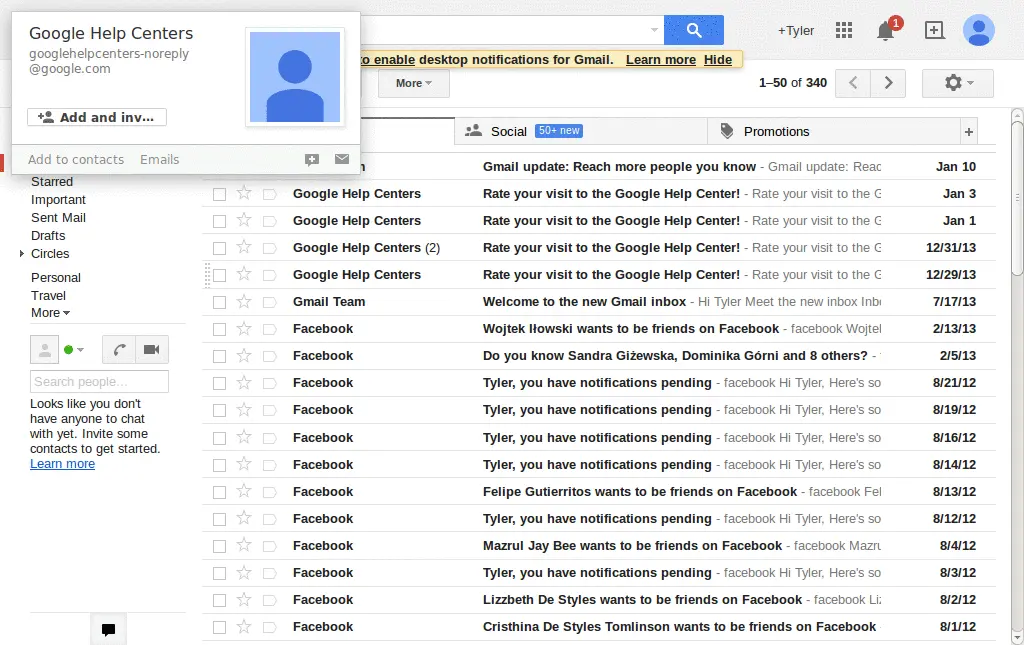 Google Help Centers
googlehelpcenters-noreply
@google.com
Add and inv...
Add to contacts Emails
+Tyler
1
to enable desktop notifications for Gmail. Learn more Hide
More
1–50 of 340
Social 50+ new
Promotions
+
Gmail update: Reach more people you know - Gmail update: Reac Jan 10
Google Help Centers Rate your visit to the Google Help Center! - Rate your visit to the G Jan 3
Google Help Centers Rate your visit to the Google Help Center! - Rate your visit to the G Jan 1
Google Help Centers (2) Rate your visit to the Google Help Center! - Rate your visit to the G 12/31/13
Google Help Centers Rate your visit to the Google Help Center! - Rate your visit to the G 12/29/13
Gmail Team Welcome to the new Gmail inbox - Hi Tyler Meet the new inbox Inbo 7/17/13
Facebook Wojtek Iłowski wants to be friends on Facebook - facebook Wojtel 2/13/13
Facebook Do you know Sandra Giżewska, Dominika Górni and 8 others? - 2/5/13
Facebook Tyler, you have notifications pending - facebook Hi Tyler, Here's so 8/21/12
Facebook Tyler, you have notifications pending - facebook Hi Tyler, Here's so 8/19/12
Facebook Tyler, you have notifications pending - facebook Hi Tyler, Here's so 8/16/12
Facebook Tyler, you have notifications pending - facebook Hi Tyler, Here's so 8/14/12
Facebook Felipe Gutierritos wants to be friends on Facebook - facebook Fel 8/13/12
Facebook Tyler, you have notifications pending - facebook Hi Tyler, Here's so 8/12/12
Facebook Mazrul Jay Bee wants to be friends on Facebook - facebook Mazru 8/4/12
Facebook Tyler, you have notifications pending - facebook Hi Tyler, Here's so 8/3/12
Facebook Lizzbeth De Styles wants to be friends on Facebook - facebook Liz 8/2/12
Facebook Cristhina De Styles Tomlinson wants to be friends on Facebook 8/1/12
Starred
Important
Sent Mail
Drafts
Circles
Personal
Travel
More
Search people...
Looks like you don't
have anyone to chat
with yet. Invite some
contacts to get started.
Learn more